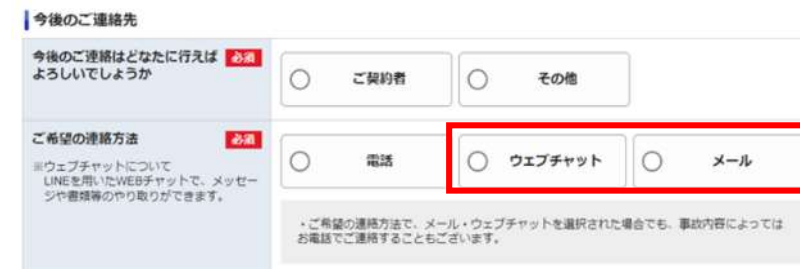 今後のご連絡先
今後のご連絡はどなたに行えば 必須
よろしいでしょうか
ご契約者 その他
ご希望の連絡方法 必須
※ウェブチャットについて
LINEを用いたWEBチャットで、メッセー
ジや書類等のやり取りができます。
電話 ウェブチャット メール
・ご希望の連絡方法で、メール・ウェブチャットを選択された場合でも、事故内容によっては
お電話でご連絡することもございます。